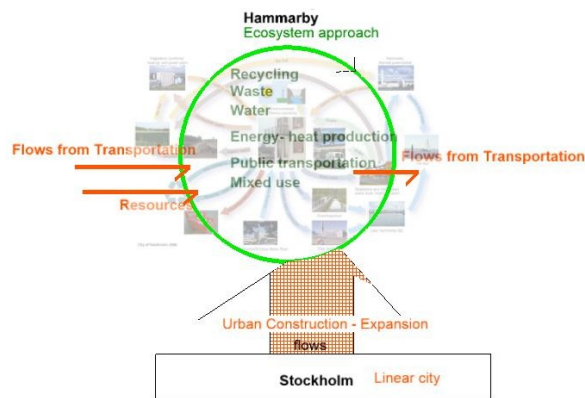 Hammarby
Ecosystem approach
Recycling
Waste
Water
Energy- heat production
Flows from Transportation
Public transportation
Flows from Transportation
Mixed use
Resources
Urban Construction - Expansion
flows
Stockholm
Linear city